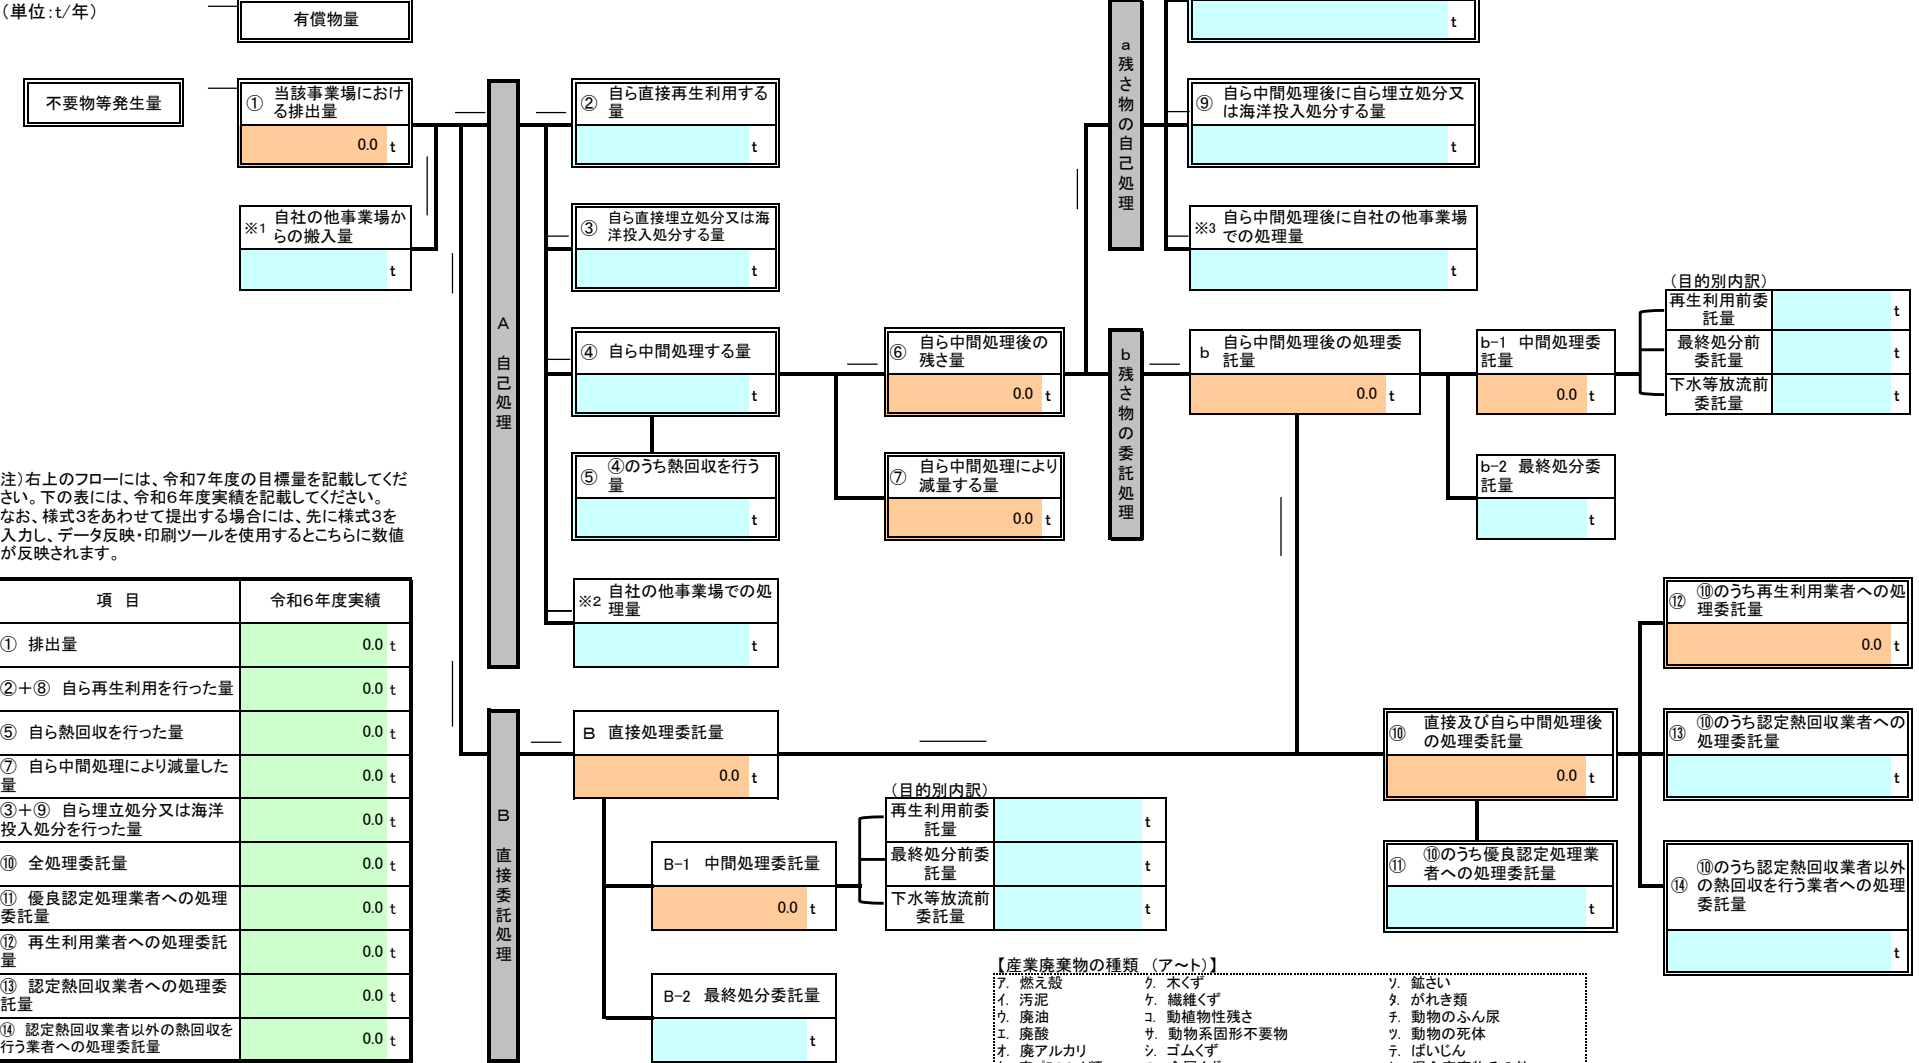 （単位：t/年）
有償物量
不要物等発生量
① 当該事業場におけ
る排出量
0.0 t
※1 自社の他事業場か
らの搬入量
t
A 自己処理
② 自ら直接再生利用する
量
t
③ 自ら直接埋立処分又は海
洋投入処分する量
t
④ 自ら中間処理する量
t
⑤ ④のうち熱回収を行う
量
t
※2 自社の他事業場での処
理量
t
⑥ 自ら中間処理後の
残さ量
0.0 t
⑦ 自ら中間処理により
減量する量
0.0 t
a残さ物の自己処理
t
⑨ 自ら中間処理後に自ら埋立処分又
は海洋投入処分する量
t
※3 自ら中間処理後に自社の他事業場
での処理量
t
b残さ物の委託処理
b 自ら中間処理後の処理委
託量
0.0 t
b-1 中間処理委
託量
0.0 t
（目的別内訳）
再生利用前委
託量
t
最終処分前
委託量
t
下水等放流前
委託量
t
b-2 最終処分委
託量
t
注）右上のフローには、令和7年度の目標量を記載してくだ
さい。下の表には、令和6年度実績を記載してください。
なお、様式3をあわせて提出する場合には、先に様式3を
入力し、データ反映・印刷ツールを使用するとこちらに数値
が反映されます。
項 目 令和6年度実績
① 排出量 0.0 t
②＋⑧ 自ら再生利用を行った量 0.0 t
⑤ 自ら熱回収を行った量 0.0 t
⑦ 自ら中間処理により減量した
量 0.0 t
③＋⑨ 自ら埋立処分又は海洋
投入処分を行った量 0.0 t
⑩ 全処理委託量 0.0 t
⑪ 優良認定処理業者への処理
委託量 0.0 t
⑫ 再生利用業者への処理委託
量 0.0 t
⑬ 認定熱回収業者への処理委
託量 0.0 t
⑭ 認定熱回収業者以外の熱回収を
行う業者への処理委託量 0.0 t
B 直接委託処理
B 直接処理委託量
0.0 t
B-1 中間処理委託量
0.0 t
B-2 最終処分委託量
t
（目的別内訳）
再生利用前委
託量
t
最終処分前委
託量
t
下水等放流前
委託量
t
⑩ 直接及び自ら中間処理後
の処理委託量
0.0 t
⑪ ⑩のうち優良認定処理業
者への処理委託量
t
⑫ ⑩のうち再生利用業者への処
理委託量
0.0 t
⑬ ⑩のうち認定熱回収業者への
処理委託量
t
⑭ ⑩のうち認定熱回収業者以外
の熱回収を行う業者への処理
委託量
t
【産業廃棄物の種類 （ア～ト）】
ア. 燃え殻 ク. 木くず ソ. 鉱さい
イ. 汚泥 ケ. 繊維くず タ. がれき類
ウ. 廃油 コ. 動植物性残さ チ. 動物のふん尿
エ. 廃酸 サ. 動物系固形不要物 ツ. 動物の死体
オ. 廃アルカリ シ. ゴムくず テ. ばいじん